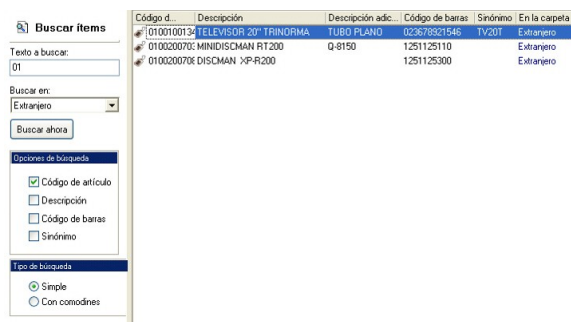 Buscar ítems
Texto a buscar:
01
Buscar en:
Extranjero
Buscar ahora
Opciones de búsqueda
Código de artículo
Descripción
Código de barras
Sinónimo
Tipo de búsqueda
Simple
Con comodines
Código d... Descripción Descripción adic... Código de barras Sinónimo En la carpeta
0100100134 TELEVISOR 20" TRINORMA TUBO PLANO 023678921546 TV20T Extranjero
010020070 MINIDISCMAN RT200 Q-8150 1251125110 Extranjero
010020070 DISCMAN XP-R200 1251125300 Extranjero